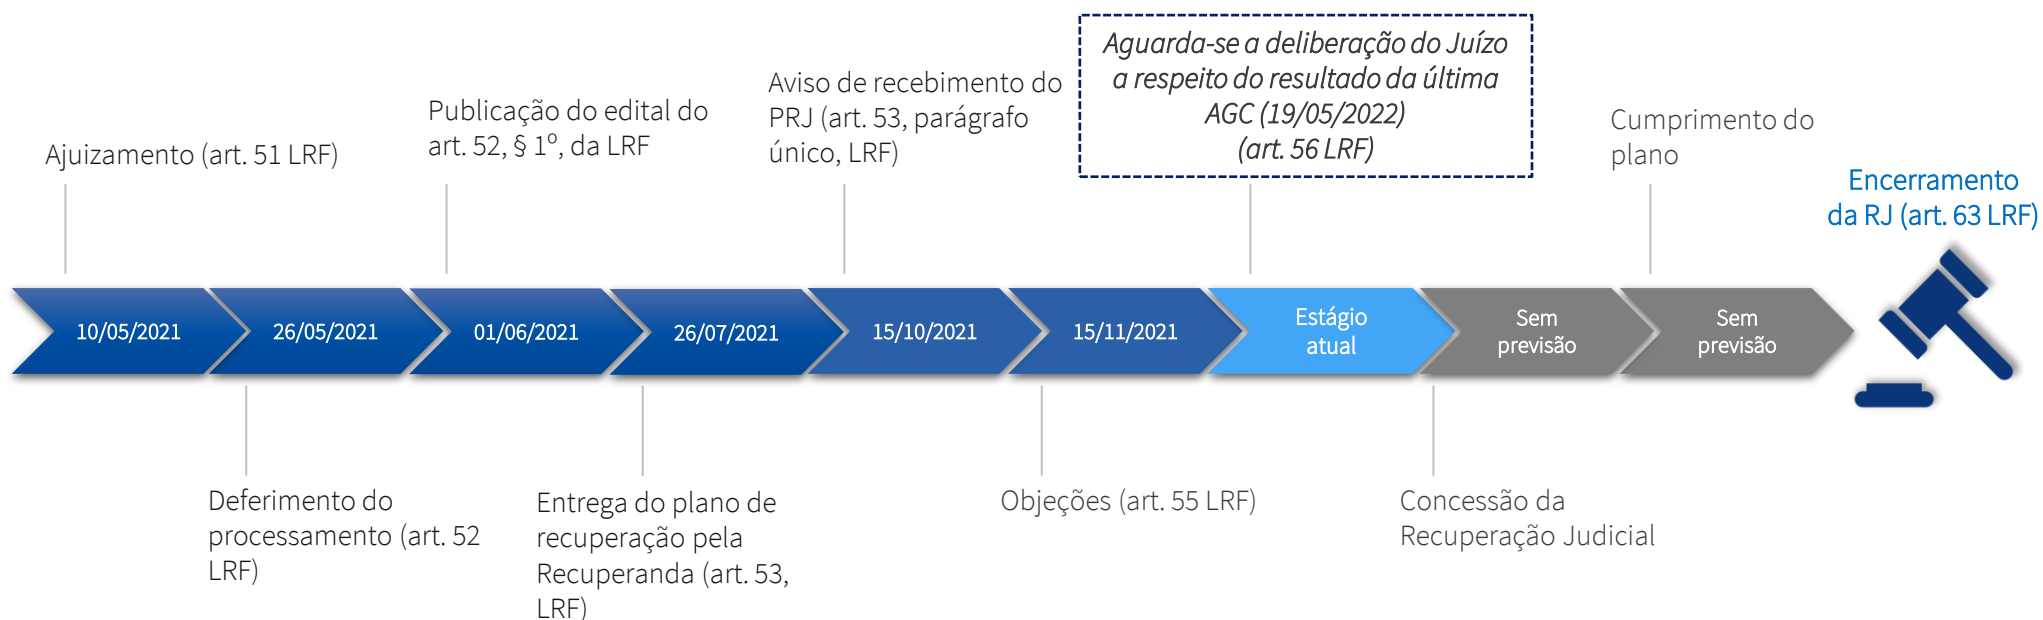 Aguarda-se a deliberação do Juízo
a respeito do resultado da última
AGC (19/05/2022)
(art. 56 LRF)
Aviso de recebimento do
PRJ (art. 53, parágrafo
único, LRF)
Publicação do edital do
art. 52, § 1º, da LRF
Ajuizamento (art. 51 LRF)
Cumprimento do
plano
Encerramento
da RJ (art. 63 LRF)
10/05/2021
26/05/2021
01/06/2021
26/07/2021
15/10/2021
15/11/2021
Estágio
atual
Sem
previsão
Sem
previsão
Deferimento do
processamento (art. 52
LRF)
Entrega do plano de
recuperação pela
Recuperanda (art. 53,
LRF)
Objeções (art. 55 LRF)
Concessão da
Recuperação Judicial